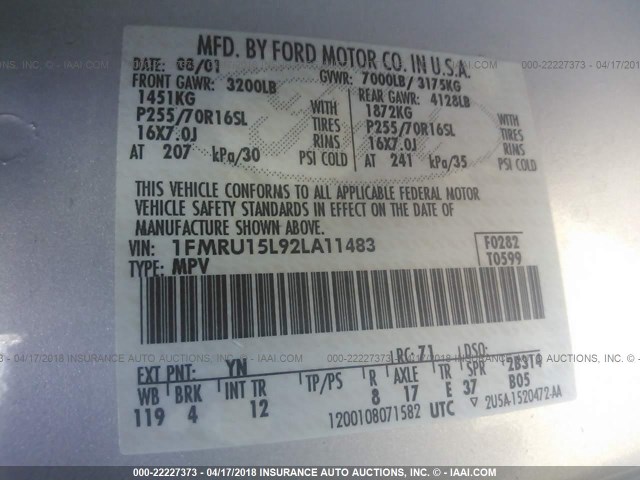 MFD. BY FORD MOTOR CO. IN U.S.A.
DATE: 08/01 GVWR: 7000LB/ 3175KG
FRONT GAWR: 3200LB REAR GAWR: 4128LB
1451KG WITH 1872KG WITH
P255/70R16SL TIRES P255/70R16SL TIRES
16X7.0J RIMS 16X7.0J RIMS
AT 207 kPa/30 PSI COLD AT 241 kPa/35 PSI COLD
THIS VEHICLE CONFORMS TO ALL APPLICABLE FEDERAL MOTOR
VEHICLE SAFETY STANDARDS IN EFFECT ON THE DATE OF
MANUFACTURE SHOWN ABOVE.
VIN: 1FMRU15L92LA11483 F0282
TYPE: MPV T0599
EXT PNT: YN RC: 71 DSO:
WB BRK INT TR TP/PS R AXLE TR SPR 2B3T4
119 4 12 8 17 E 37 B05
1200108071582 UTC ▽ 2U5A-1520472-AA
000-22227373 - 04/17/2018 INSURANCE AUTO AUCTIONS INC. - © IAAI.COM